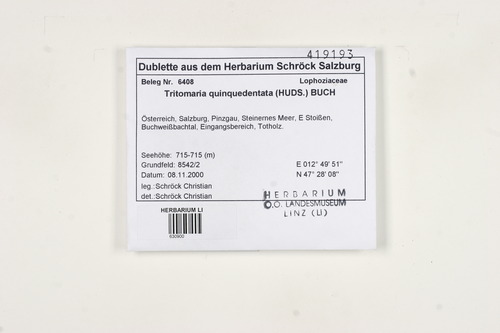 419193
Dublette aus dem Herbarium Schröck Salzburg
Beleg Nr. 6408 Lophoziaceae
Tritomaria quinquedentata (HUDS.) BUCH
Österreich, Salzburg, Pinzgau, Steinernes Meer, E Stoißen,
Buchweißbachtal, Eingangsbereich, Totholz.
Seehöhe: 715-715 (m) E 012° 49' 51"
Grundfeld: 8542/2 N 47° 28' 08"
Datum: 08.11.2000
leg.:Schröck Christian
det.:Schröck Christian
HERBARIUM
O.O. LANDESMUSEUM
LINZ (LI)
HERBARIUM LI
630800